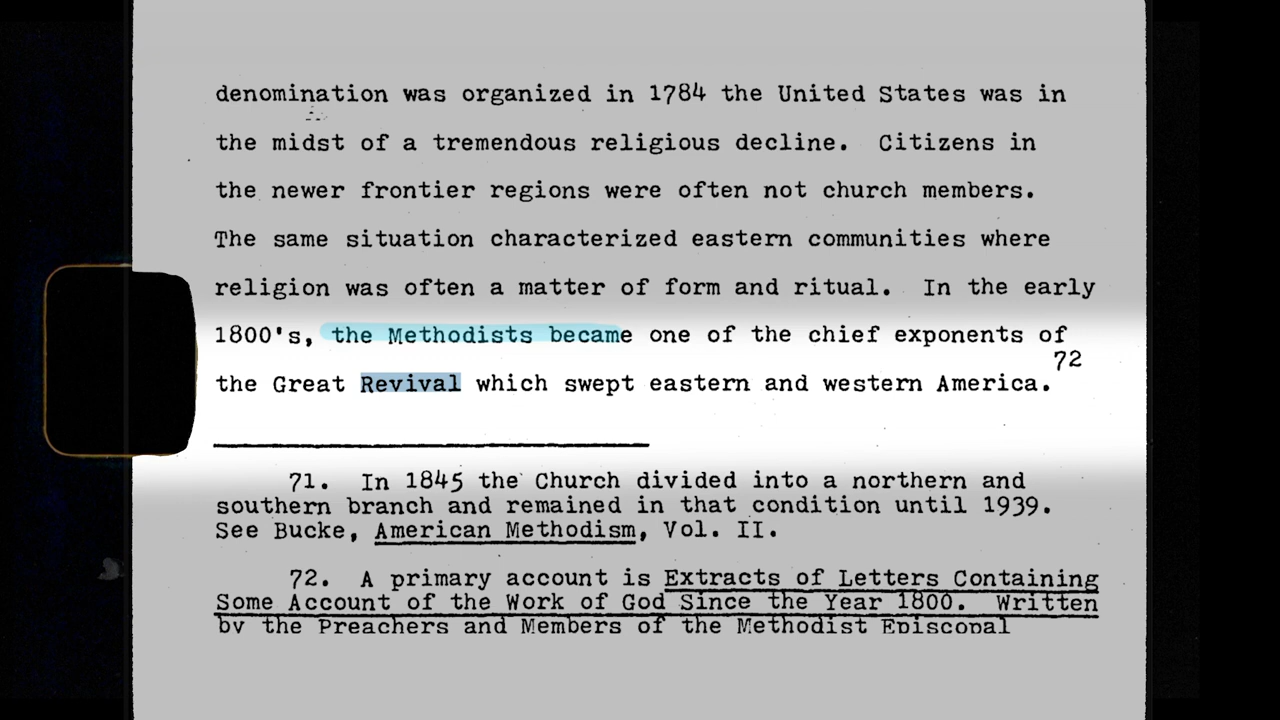 denomination was organized in 1784 the United States was in
the midst of a tremendous religious decline. Citizens in
the newer frontier regions were often not church members.
The same situation characterized eastern communities where
religion was often a matter of form and ritual. In the early
1800's, the Methodists became one of the chief exponents of
the Great Revival which swept eastern and western America.72
71. In 1845 the Church divided into a northern and
southern branch and remained in that condition until 1939.
See Bucke, American Methodism, Vol. II.
72. A primary account is Extracts of Letters Containing
Some Account of the Work of God Since the Year 1800. Written
by the Preachers and Members of the Methodist Episcopal